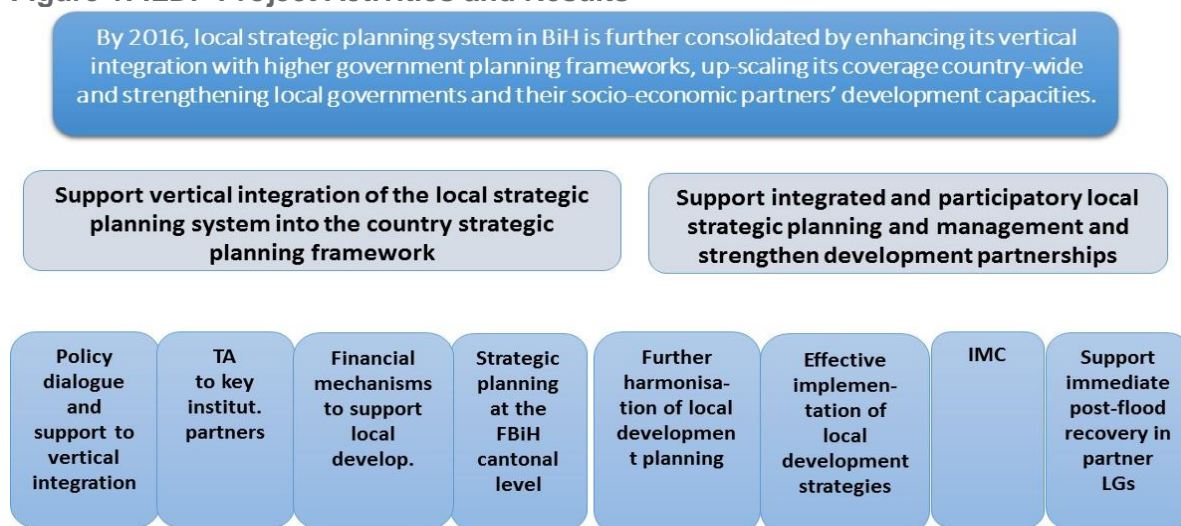 By 2016, local strategic planning system in BiH is further consolidated by enhancing its vertical
integration with higher government planning frameworks, up-scaling its coverage country-wide
and strengthening local governments and their socio-economic partners' development capacities.
Support vertical integration of the local strategic
planning system into the country strategic
planning framework
Support integrated and participatory local
strategic planning and management and
strengthen development partnerships
Policy
dialogue
and
support to
vertical
integration
TA
to key
institut.
partners
Financial
mechanisms
to support
local
develop.
Strategic
planning
at the
FBiH
cantonal
level
Further
harmonisa-
tion of local
developmen
t planning
Effective
implemen-
tation of
local
development
strategies
IMC
Support
immediate
post-flood
recovery in
partner
LGs